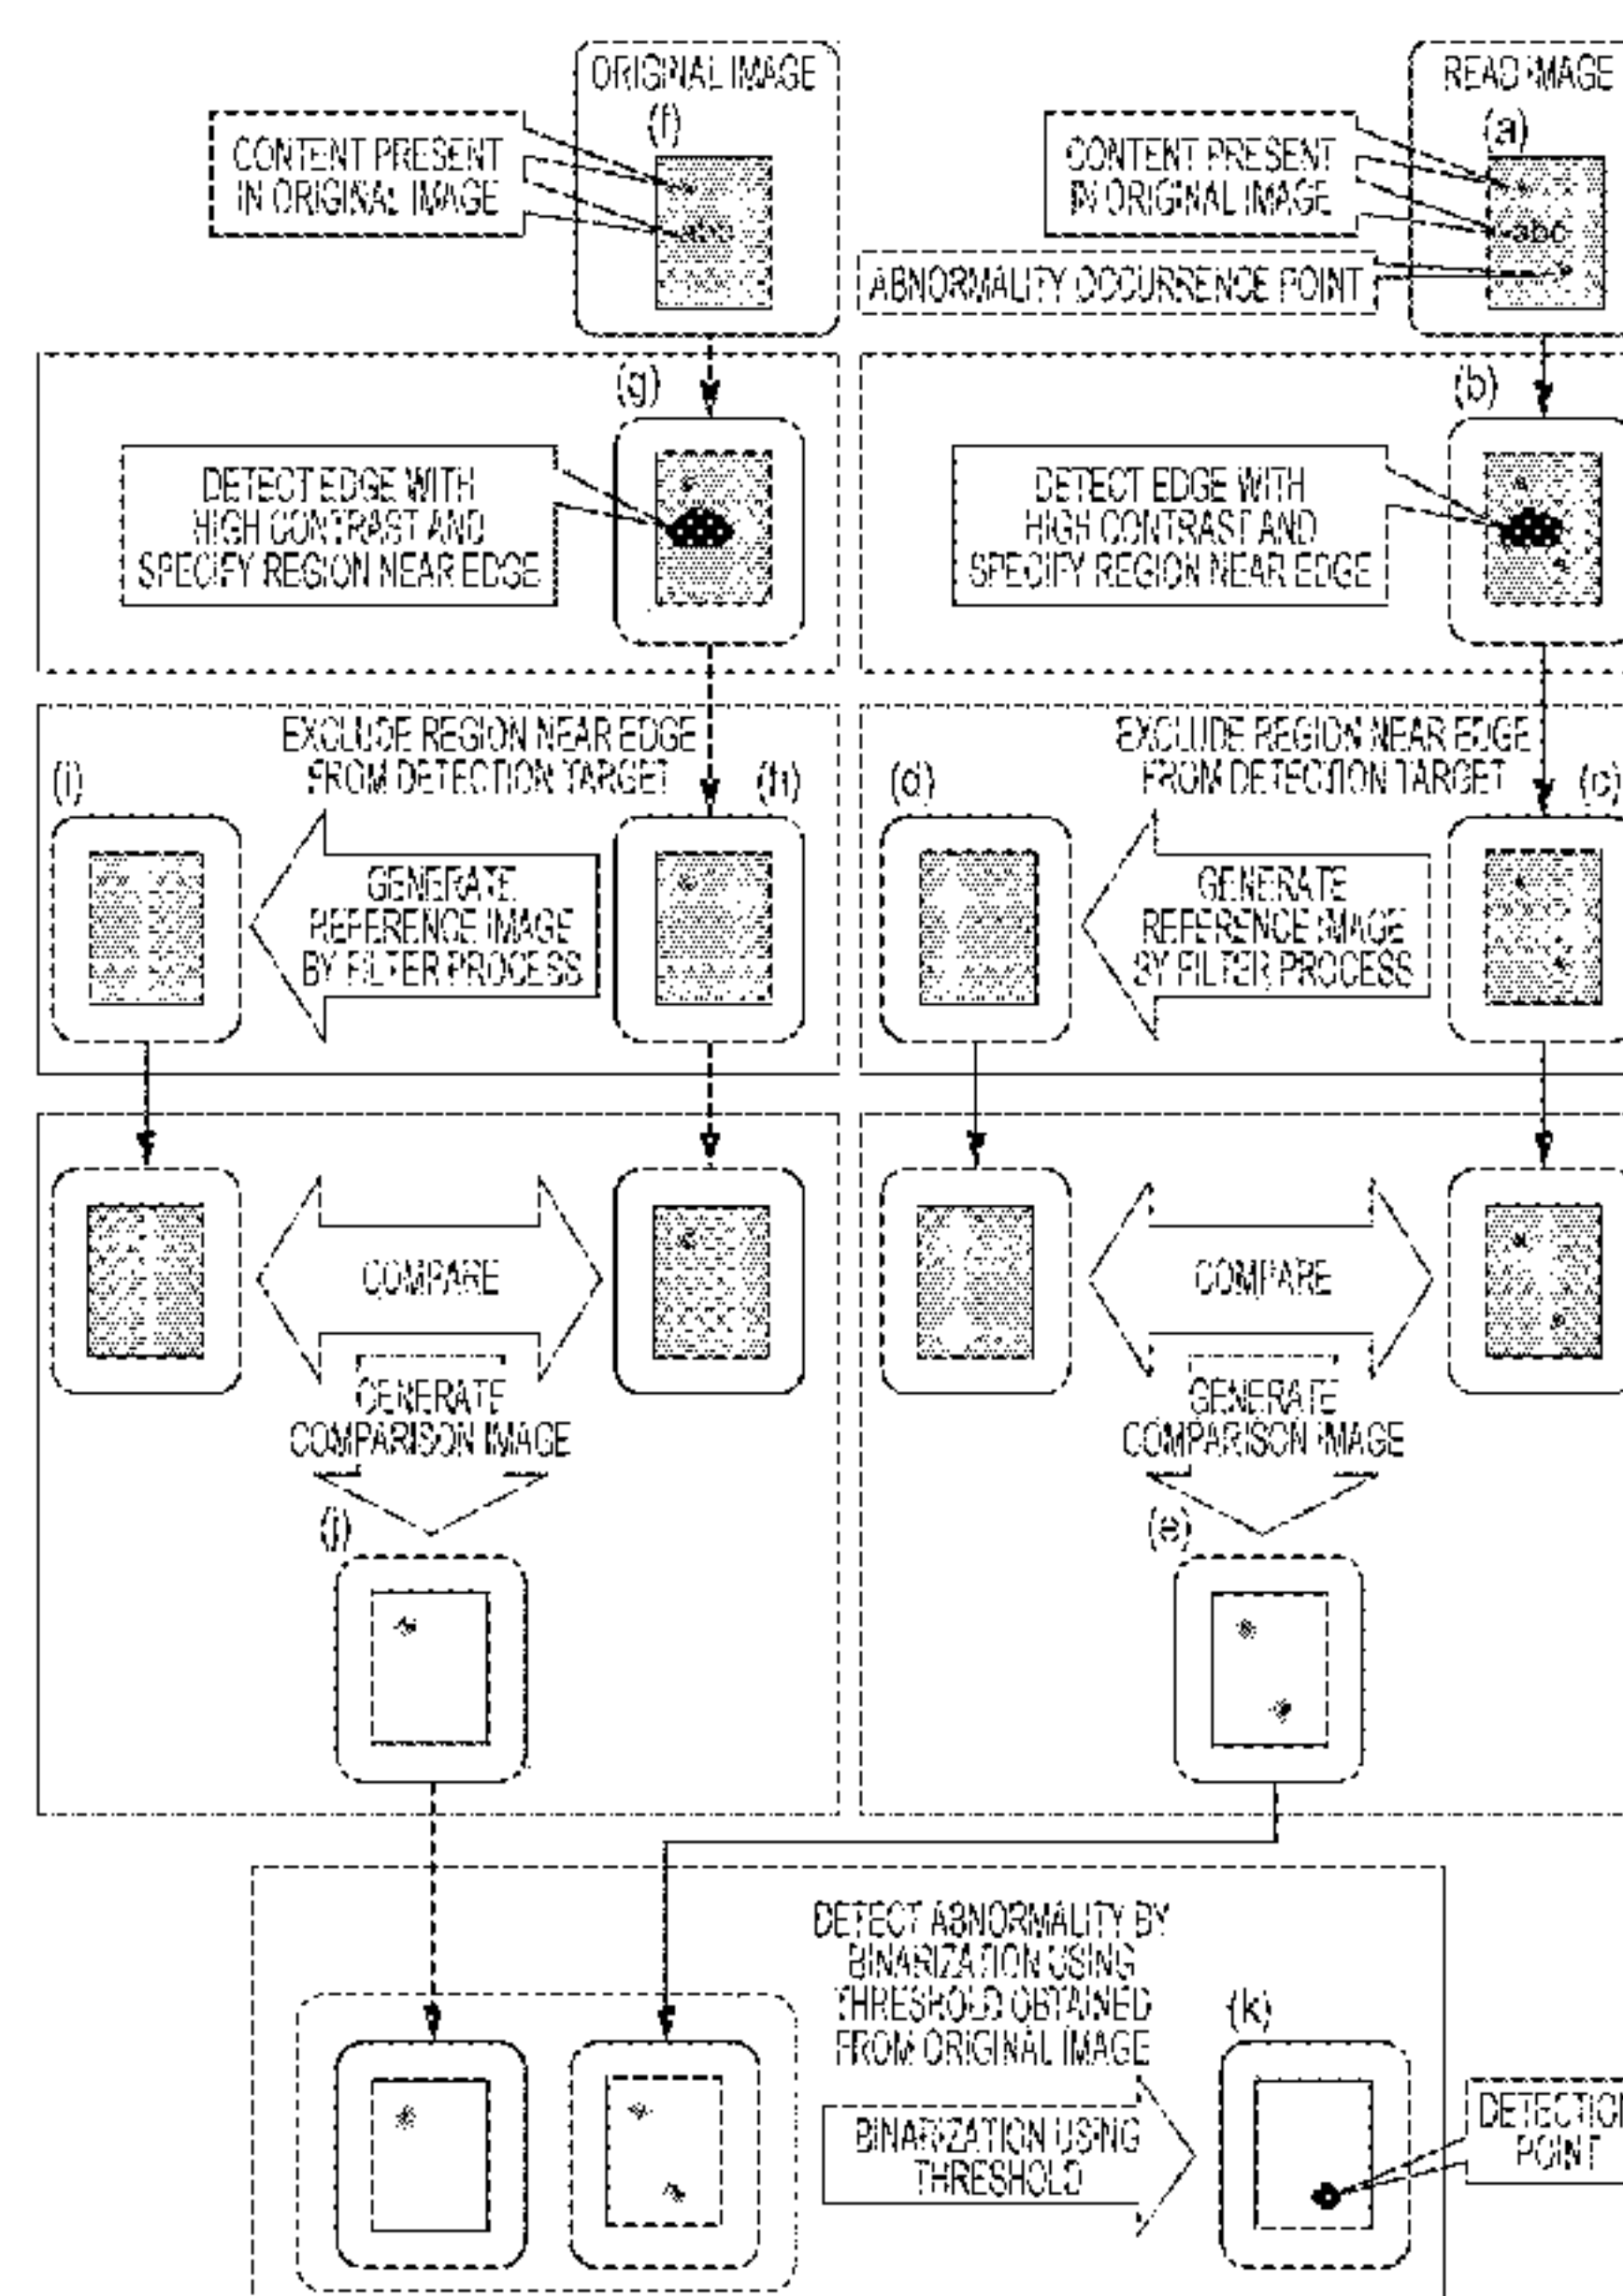 ORIGINAL IMAGE
(f)
CONTENT PRESENT
IN ORIGINAL IMAGE
abc
READ IMAGE
(a)
CONTENT PRESENT
IN ORIGINAL IMAGE
abc
ABNORMALITY OCCURRENCE POINT
(g)
DETECT EDGE WITH
HIGH CONTRAST AND
SPECIFY REGION NEAR EDGE
(b)
DETECT EDGE WITH
HIGH CONTRAST AND
SPECIFY REGION NEAR EDGE
EXCLUDE REGION NEAR EDGE
FROM DETECTION TARGET
(i)
(h)
GENERATE
REFERENCE IMAGE
BY FILTER PROCESS
EXCLUDE REGION NEAR EDGE
FROM DETECTION TARGET
(d)
(c)
GENERATE
REFERENCE IMAGE
BY FILTER PROCESS
COMPARE
GENERATE
COMPARISON IMAGE
(j)
COMPARE
GENERATE
COMPARISON IMAGE
(e)
DETECT ABNORMALITY BY
BINARIZATION USING
THRESHOLD OBTAINED
FROM ORIGINAL IMAGE
(k)
BINARIZATION USING
THRESHOLD
DETECTION
POINT